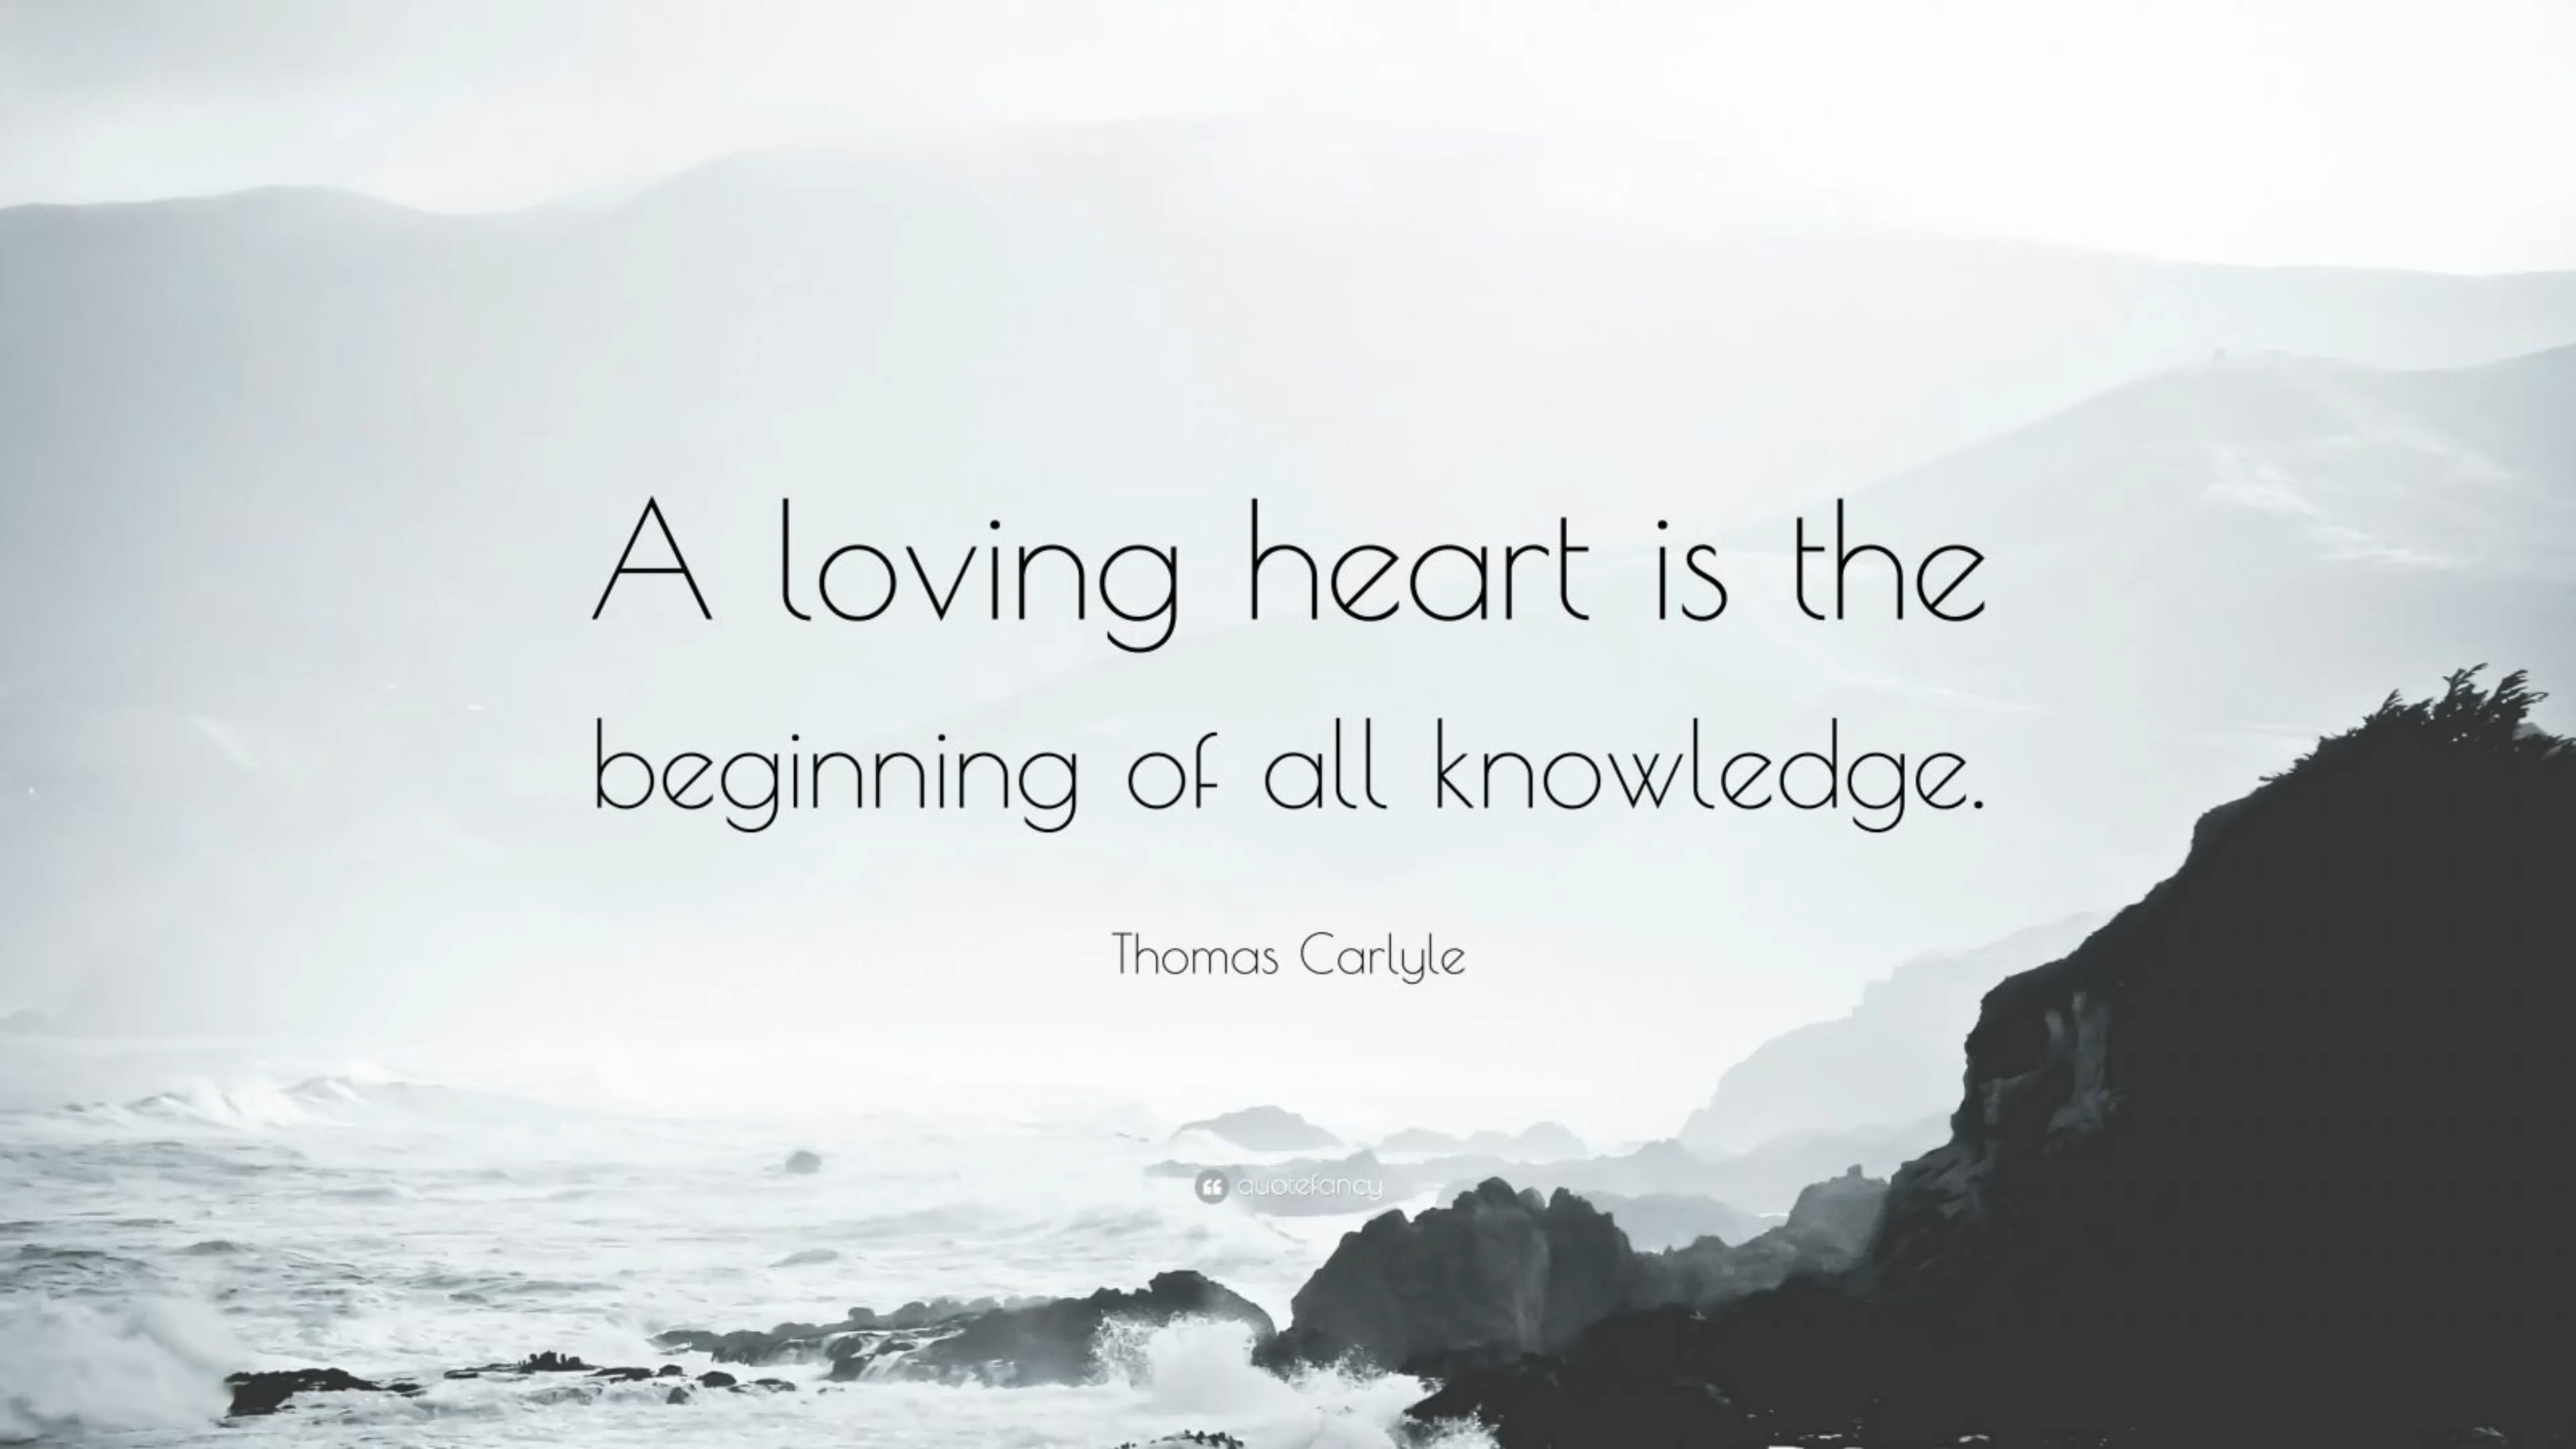 A loving heart is the
beginning of all knowledge.
Thomas Carlyle
quotefancy